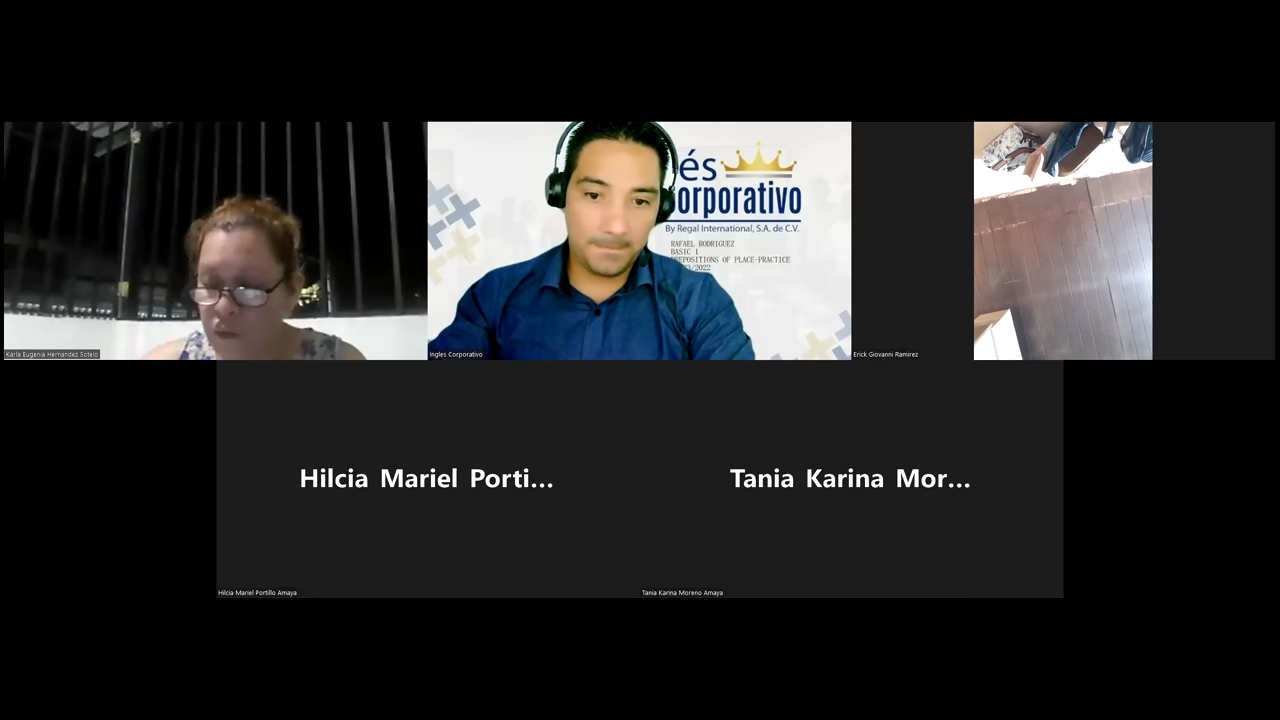 és
orporativo
By Regal International, S.A. de C.V.
RAFAEL RODRIGUEZ
BASIC 1
PREPOSITIONS OF PLACE-PRACTICE
/2022
Karla Eugenia Hernandez Sotelo
Ingles Corporativo
Erick Giovanni Ramirez
Hilcia Mariel Porti...
Tania Karina Mor...
Hilcia Mariel Portillo Amaya
Tania Karina Moreno Amaya